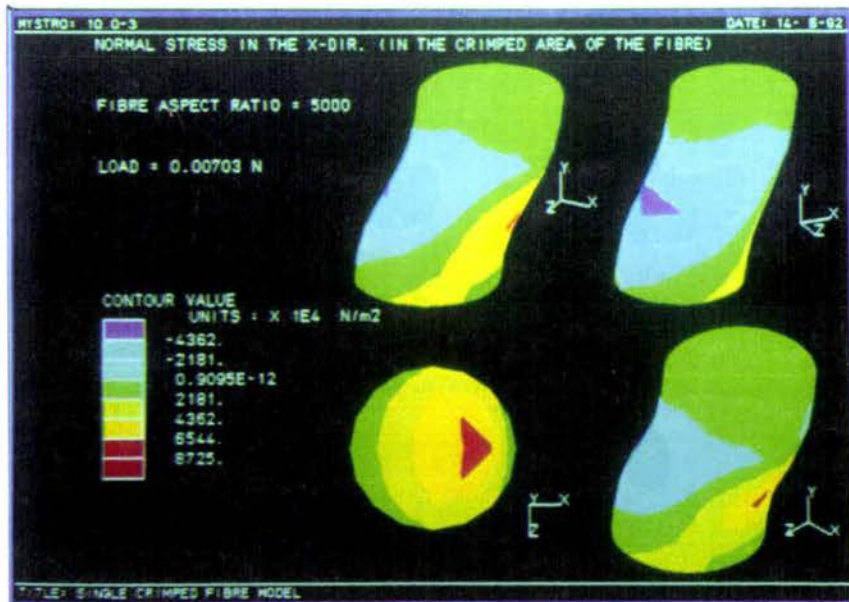 MYSTRO: 10.0-3
DATE: 14- 8-92
NORMAL STRESS IN THE X-DIR. (IN THE CRIMPED AREA OF THE FIBRE)
FIBRE ASPECT RATIO = 5000
LOAD = 0.00703 N
Y
X
Z
Y
X
Z
CONTOUR VALUE
UNITS = X 1E4 N/m2
-4362.
-2181.
0.9095E-12
2181.
4362.
6544.
8725.
Y X
Z
Y
Z X
TITLE: SINGLE CRIMPED FIBRE MODEL